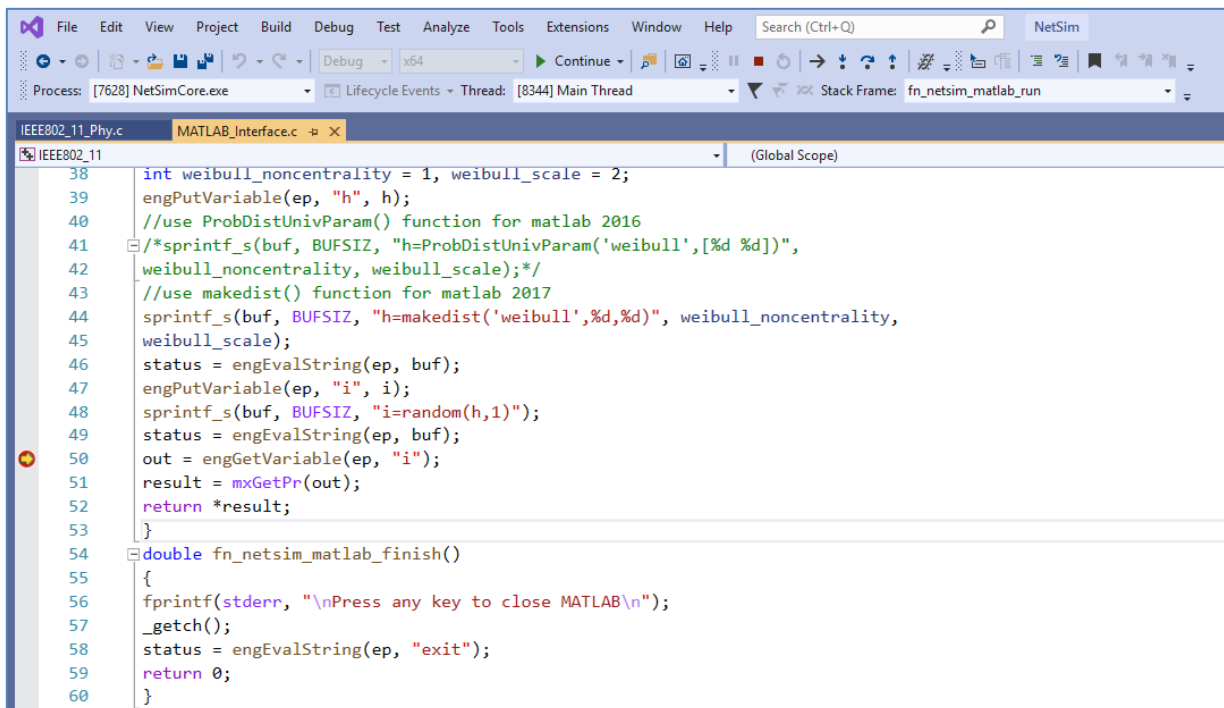 File Edit View Project Build Debug Test Analyze Tools Extensions Window Help Search (Ctrl+Q) NetSim
Debug x64 Continue
Process: [7628] NetSimCore.exe Lifecycle Events Thread: [8344] Main Thread Stack Frame: fn_netsim_matlab_run
IEEE802_11_Phy.c MATLAB_Interface.c
IEEE802_11 (Global Scope)
38 int weibull_noncentrality = 1, weibull_scale = 2;
39 engPutVariable(ep, "h", h);
40 //use ProbDistUnivParam() function for matlab 2016
41 /*sprintf_s(buf, BUFSIZ, "h=ProbDistUnivParam('weibull',[%d %d])",
42 weibull_noncentrality, weibull_scale);*/
43 //use makedist() function for matlab 2017
44 sprintf_s(buf, BUFSIZ, "h=makedist('weibull',%d,%d)", weibull_noncentrality,
45 weibull_scale);
46 status = engEvalString(ep, buf);
47 engPutVariable(ep, "i", i);
48 sprintf_s(buf, BUFSIZ, "i=random(h,1)");
49 status = engEvalString(ep, buf);
50 out = engGetVariable(ep, "i");
51 result = mxGetPr(out);
52 return *result;
53 }
54 double fn_netsim_matlab_finish()
55 {
56 fprintf(stderr, "\nPress any key to close MATLAB\n");
57 _getch();
58 status = engEvalString(ep, "exit");
59 return 0;
60 }